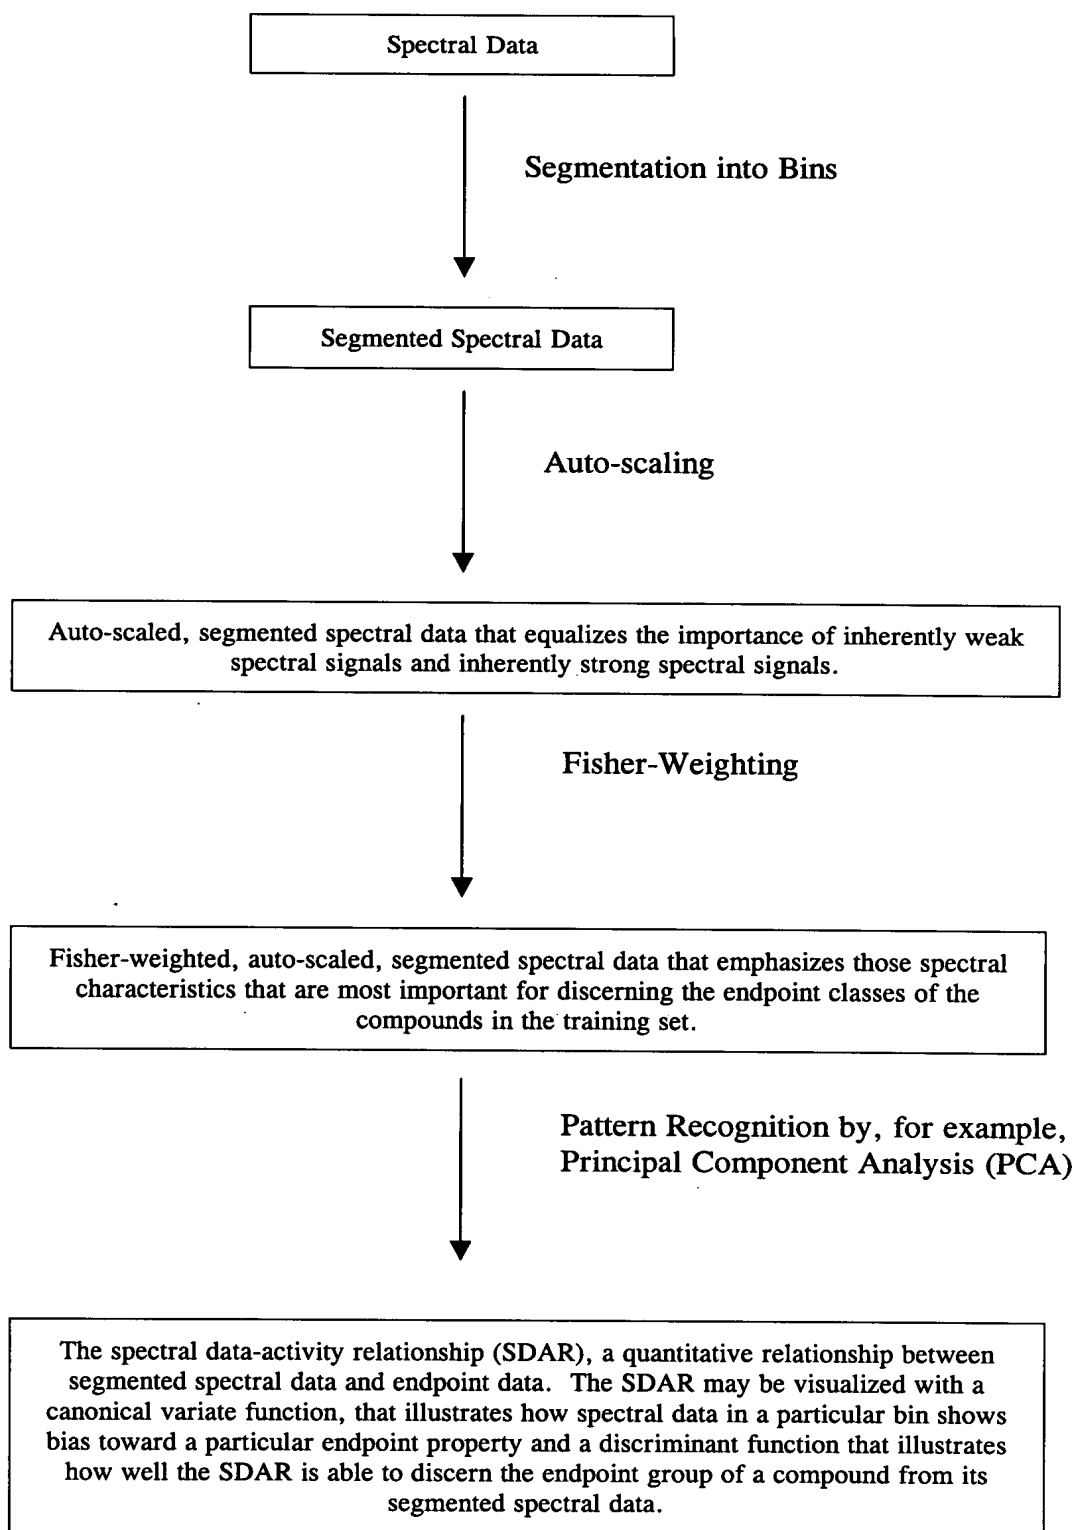 Spectral Data
Segmentation into Bins
Segmented Spectral Data
Auto-scaling
Auto-scaled, segmented spectral data that equalizes the importance of inherently weak
spectral signals and inherently strong spectral signals.
Fisher-Weighting
Fisher-weighted, auto-scaled, segmented spectral data that emphasizes those spectral
characteristics that are most important for discerning the endpoint classes of the
compounds in the training set.
Pattern Recognition by, for example,
Principal Component Analysis (PCA)
The spectral data-activity relationship (SDAR), a quantitative relationship between
segmented spectral data and endpoint data.  The SDAR may be visualized with a
canonical variate function, that illustrates how spectral data in a particular bin shows
bias toward a particular endpoint property and a discriminant function that illustrates
how well the SDAR is able to discern the endpoint group of a compound from its
segmented spectral data.